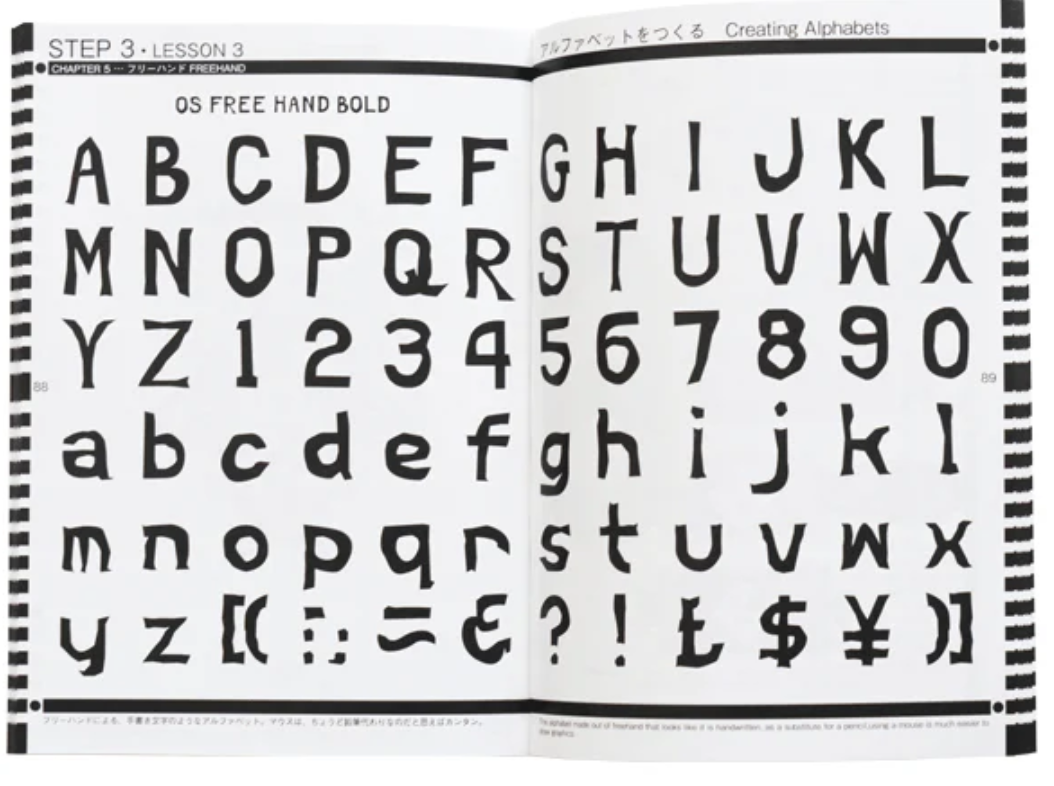 STEP 3・LESSON 3
CHAPTER 5 … フリーハンド FREEHAND
OS FREE HAND BOLD
A B C D E F
M N O P Q R
Y Z 1 2 3 4
a b c d e f
m n o p q r
y z [( : ; . , - ~ &
88
フリーハンドによる、手書き文字のようなアルファベット。マウスは、ちょうど鉛筆代わりなのだと思えばカンタン。
アルファベットをつくる Creating Alphabets
G H I J K L
S T U V W X
5 6 7 8 9 0
g h i j k l
s t u v w x
? ! £ $ ¥ )]
89
The alphabet made out of freehand that looks like it is handwritten, as a substitute for a pencil,using a mouse is much easier to
draw graphics.